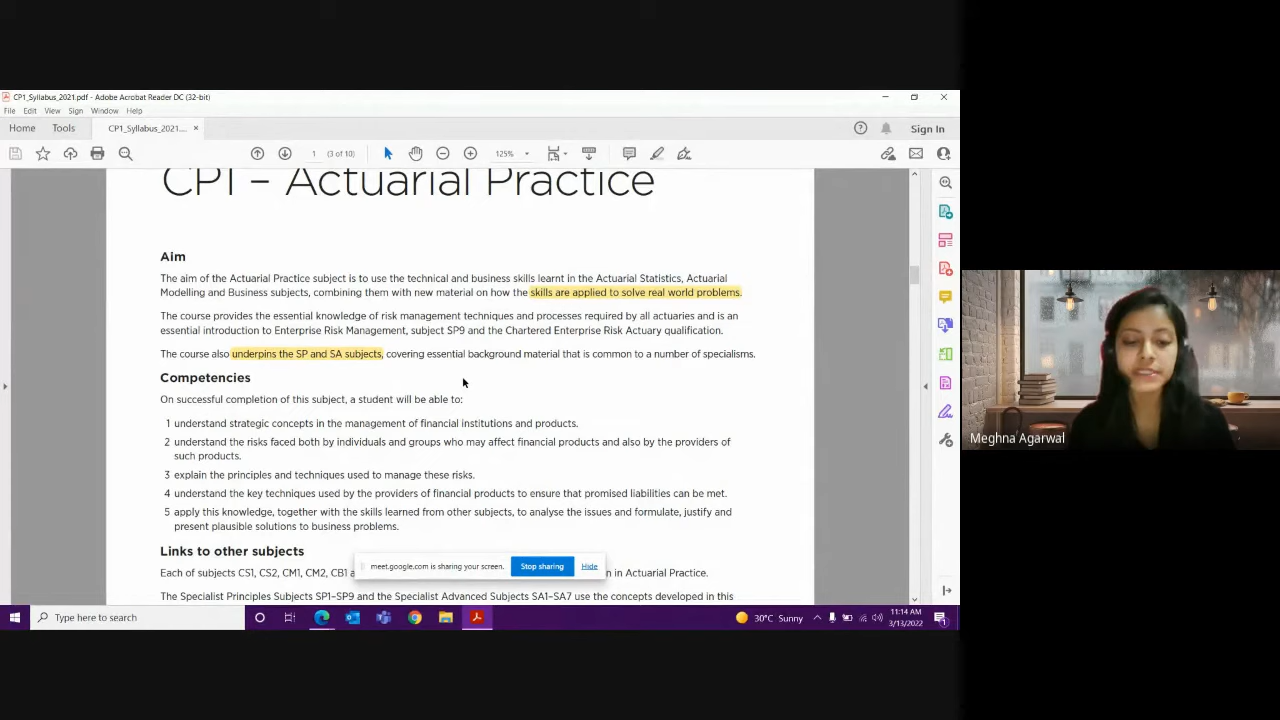 CP1_Syllabus_2021.pdf - Adobe Acrobat Reader DC (32-bit)
File Edit View Sign Window Help
Home Tools CP1_Syllabus_2021.... × Sign In
1 (3 of 10) 125%
CP1 – Actuarial Practice
Aim
The aim of the Actuarial Practice subject is to use the technical and business skills learnt in the Actuarial Statistics, Actuarial
Modelling and Business subjects, combining them with new material on how the skills are applied to solve real world problems.
The course provides the essential knowledge of risk management techniques and processes required by all actuaries and is an
essential introduction to Enterprise Risk Management, subject SP9 and the Chartered Enterprise Risk Actuary qualification.
The course also underpins the SP and SA subjects, covering essential background material that is common to a number of specialisms.
Competencies
On successful completion of this subject, a student will be able to:
1 understand strategic concepts in the management of financial institutions and products.
2 understand the risks faced both by individuals and groups who may affect financial products and also by the providers of
such products.
3 explain the principles and techniques used to manage these risks.
4 understand the key techniques used by the providers of financial products to ensure that promised liabilities can be met.
5 apply this knowledge, together with the skills learned from other subjects, to analyse the issues and formulate, justify and
present plausible solutions to business problems.
Links to other subjects
Each of subjects CS1, CS2, CM1, CM2, CB1 a n in Actuarial Practice.
meet.google.com is sharing your screen. Stop sharing Hide
The Specialist Principles Subjects SP1–SP9 and the Specialist Advanced Subjects SA1–SA7 use the concepts developed in this
Type here to search 30°C Sunny 11:14 AM
3/13/2022
1
Meghna Agarwal